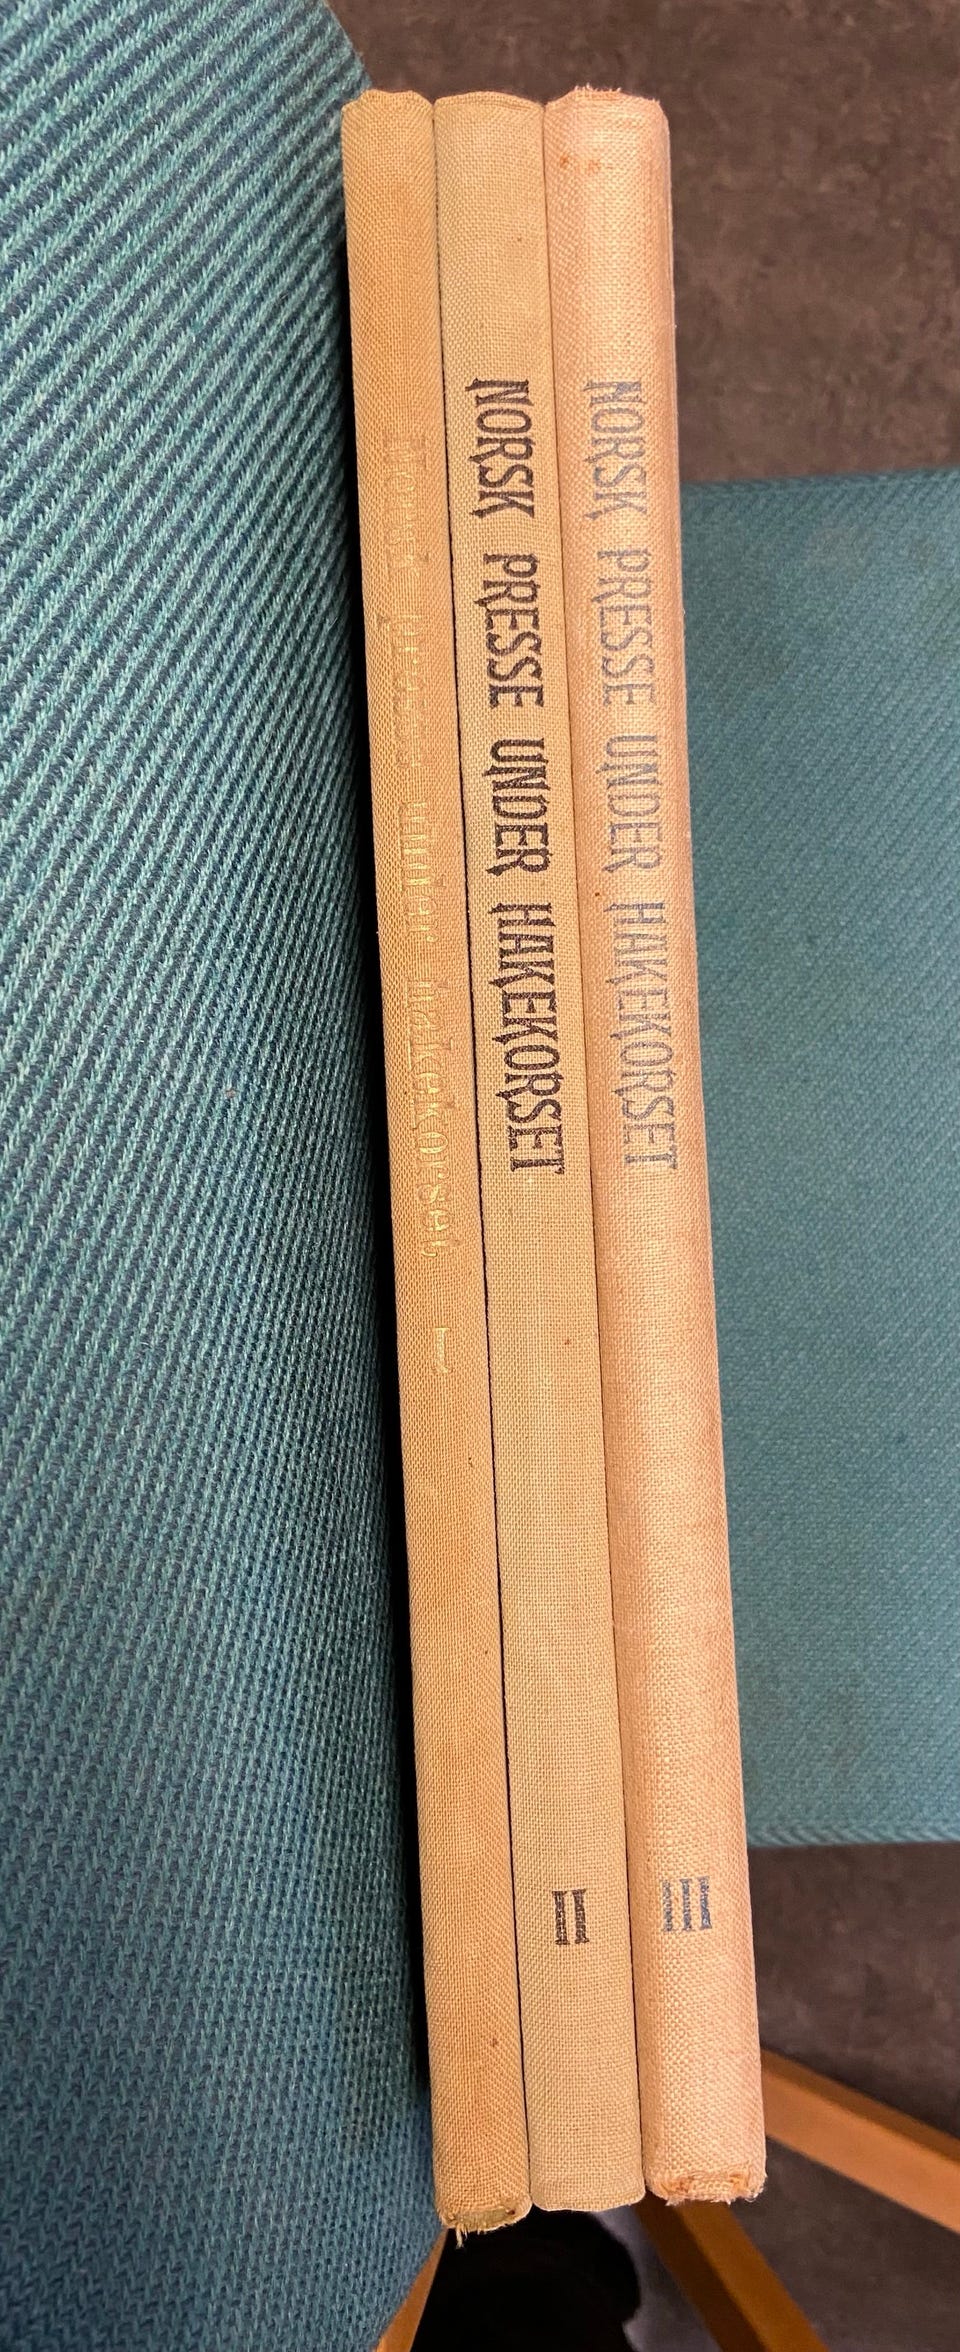 Norsk Presse under Hakekorset I
NORSK PRESSE UNDER HAKEKORSET II
NORSK PRESSE UNDER HAKEKORSET III